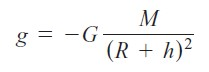 g = −G M / (R + h)²